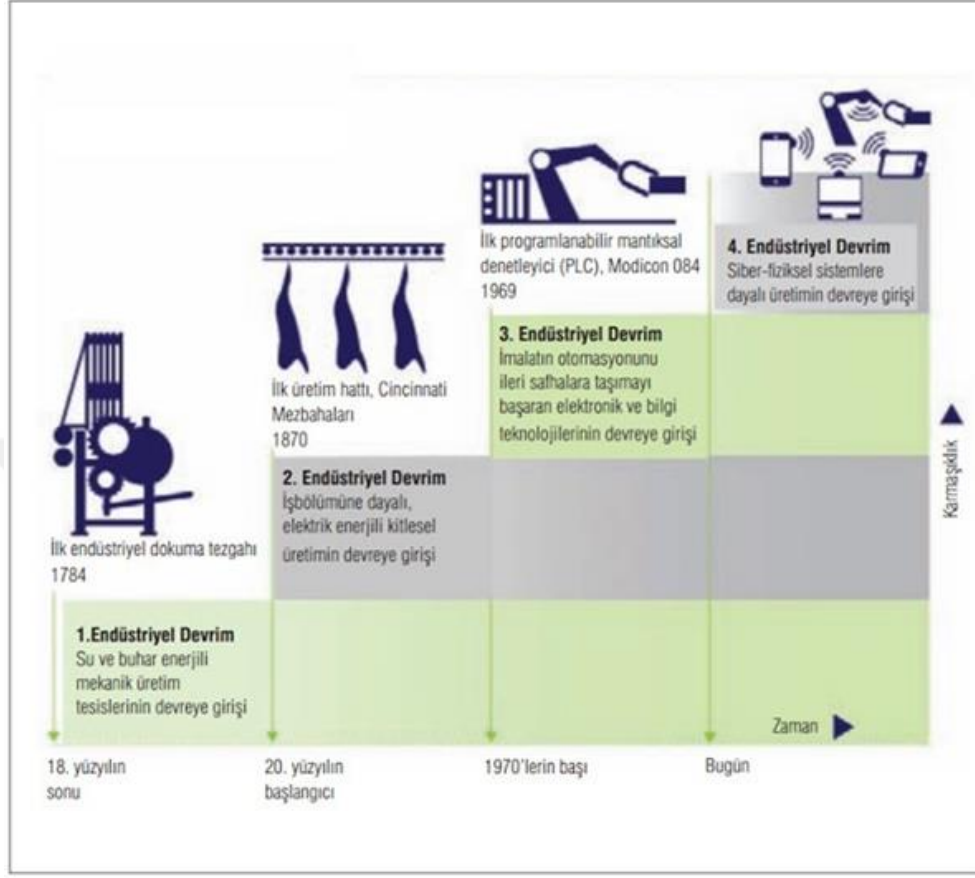 İlk endüstriyel dokuma tezgahı
1784
1.Endüstriyel Devrim
Su ve buhar enerjili
mekanik üretim
tesislerinin devreye girişi
18. yüzyılın
sonu
İlk üretim hattı, Cincinnati
Mezbahaları
1870
2. Endüstriyel Devrim
İşbölümüne dayalı,
elektrik enerjili kitlesel
üretimin devreye girişi
20. yüzyılın
başlangıcı
İlk programlanabilir mantıksal
denetleyici (PLC), Modicon 084
1969
3. Endüstriyel Devrim
İmalatın otomasyonunu
ileri safhalara taşımayı
başaran elektronik ve bilgi
teknolojilerinin devreye girişi
1970'lerin başı
4. Endüstriyel Devrim
Siber-fiziksel sistemlere
dayalı üretimin devreye girişi
Bugün
Zaman
Karmaşıklık